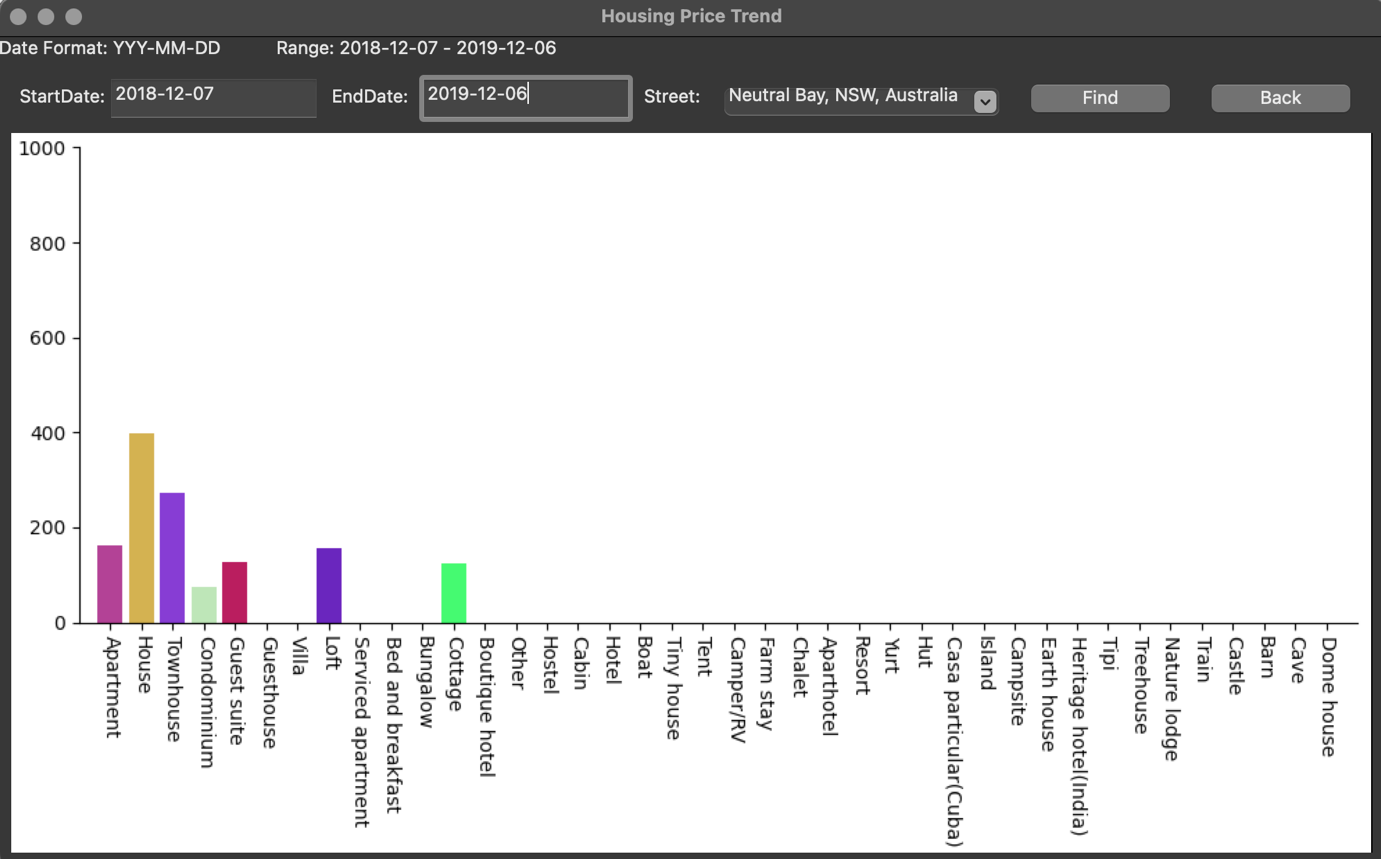 Housing Price Trend
Date Format: YYY-MM-DD Range: 2018-12-07 - 2019-12-06
StartDate: 2018-12-07 EndDate: 2019-12-06 Street: Neutral Bay, NSW, Australia Find Back
1000
800
600
400
200
0
Apartment
House
Townhouse
Condominium
Guest suite
Guesthouse
Villa
Loft
Serviced apartment
Bed and breakfast
Bungalow
Cottage
Boutique hotel
Other
Hostel
Cabin
Hotel
Boat
Tiny house
Tent
Camper/RV
Farm stay
Chalet
Aparthotel
Resort
Yurt
Hut
Casa particular(Cuba)
Island
Campsite
Earth house
Heritage hotel(India)
Tipi
Treehouse
Nature lodge
Train
Castle
Barn
Cave
Dome house